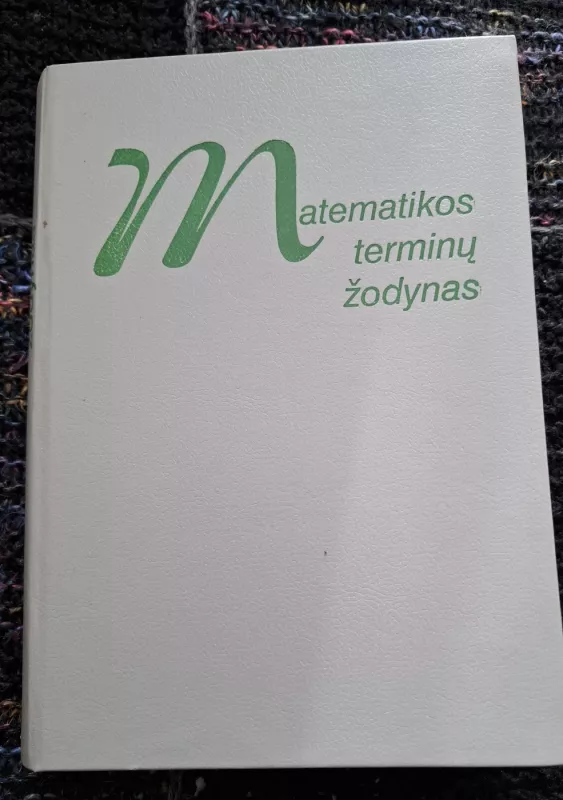 Matematikos
terminų
žodynas